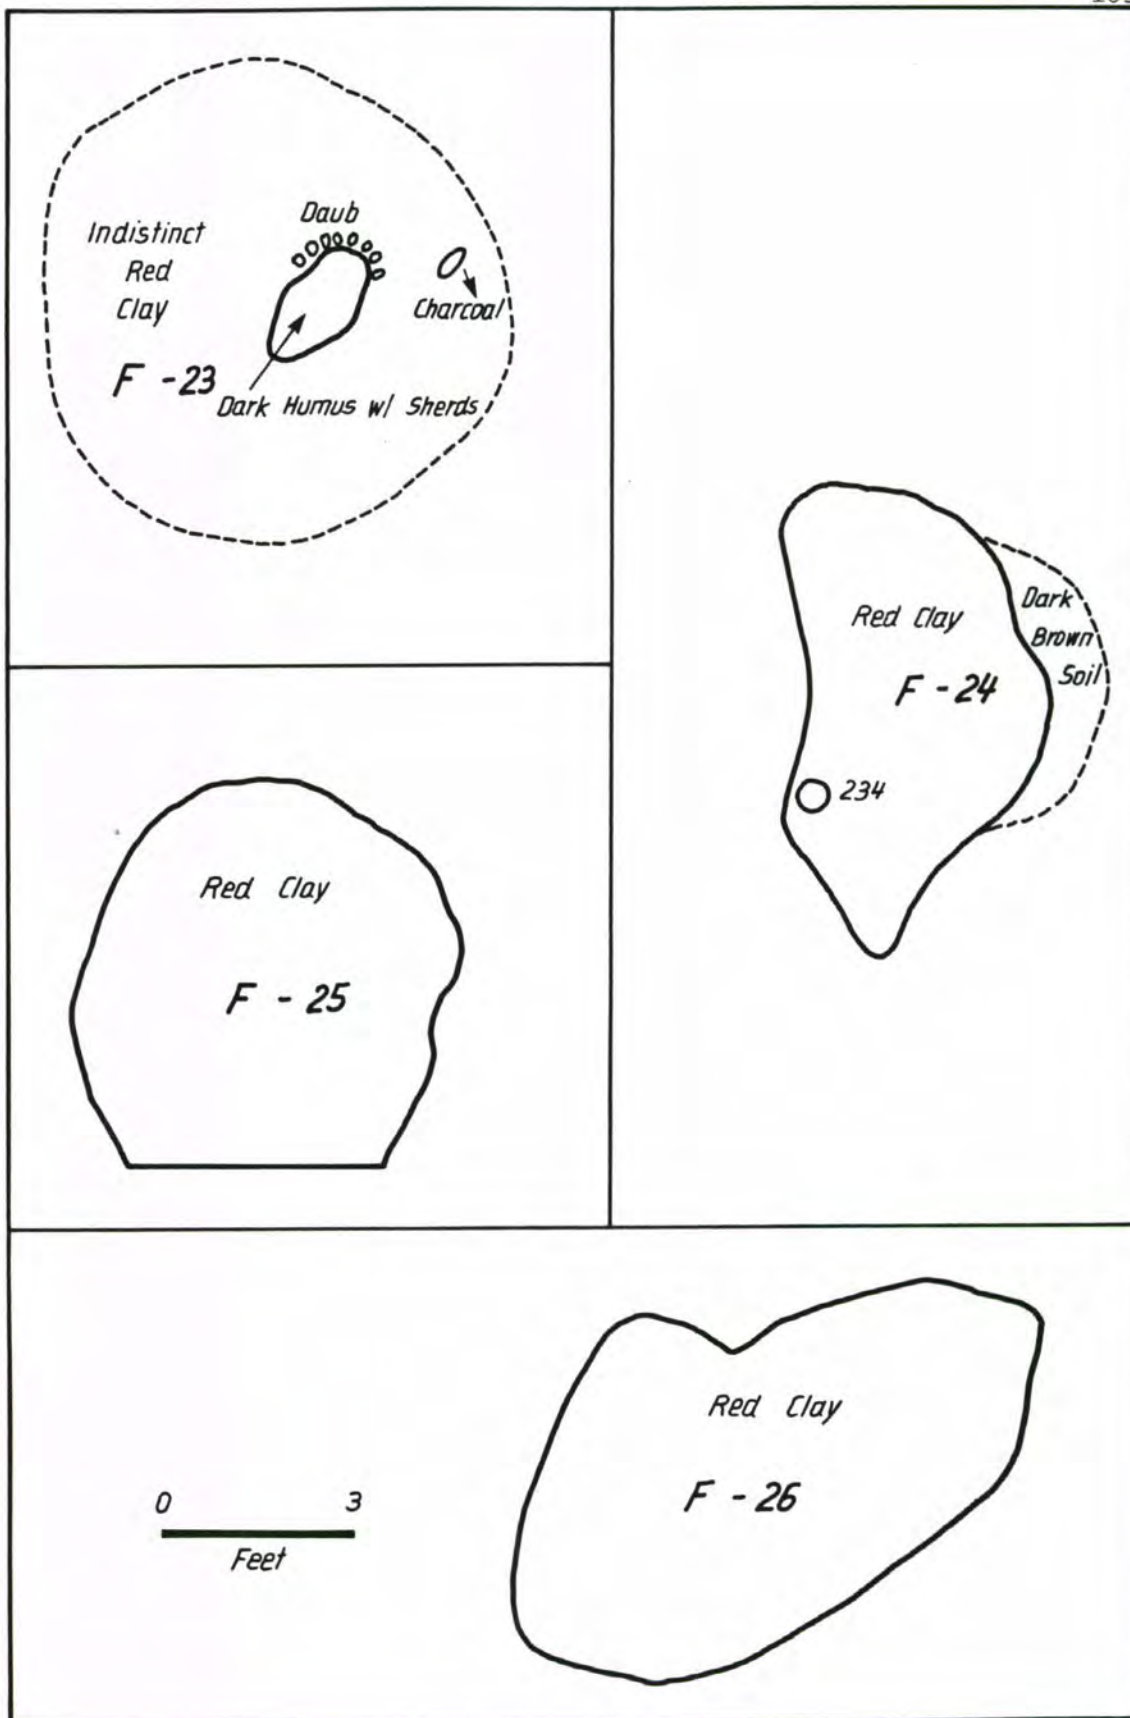 Daub
Indistinct
Red
Clay
Charcoal
F - 23
Dark Humus w/ Sherds
Red Clay
F - 24
Dark
Brown
Soil
234
Red Clay
F - 25
Red Clay
F - 26
0 3
Feet